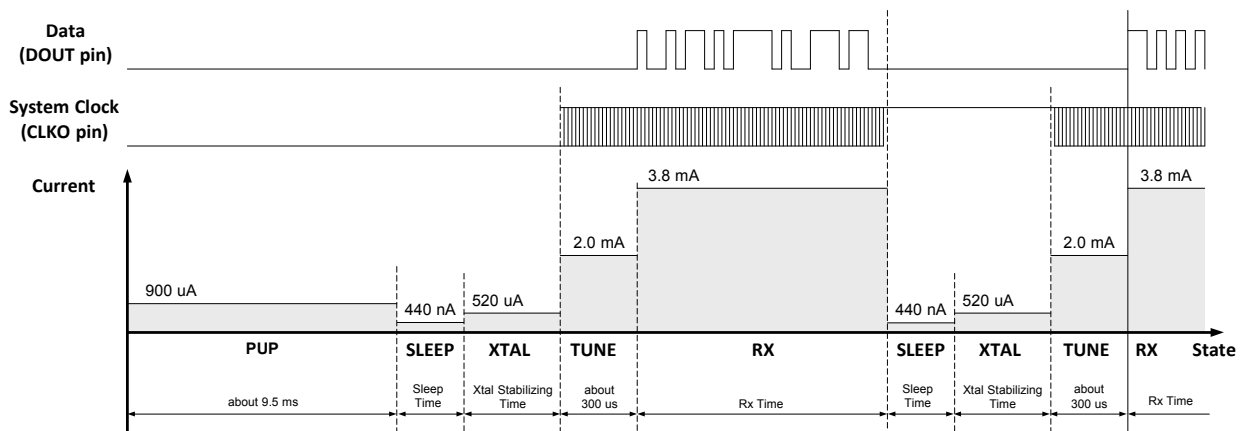 Data
(DOUT pin)
System Clock
(CLKO pin)
Current
3.8 mA
3.8 mA
2.0 mA
2.0 mA
900 uA
440 nA
520 uA
440 nA
520 uA
PUP
SLEEP
XTAL
TUNE
RX
SLEEP
XTAL
TUNE
RX
State
about 9.5 ms
Sleep
Time
Xtal Stabilizing
Time
about
300 us
Rx Time
Sleep
Time
Xtal Stabilizing
Time
about
300 us
Rx Time